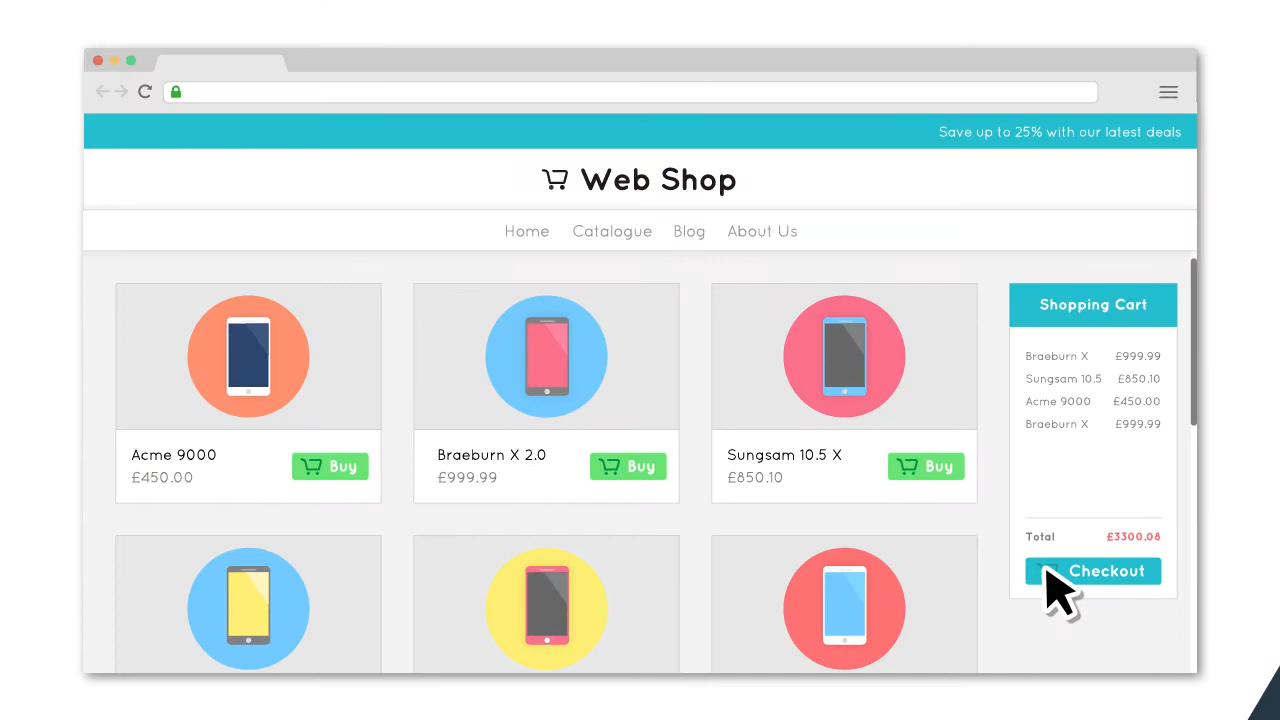 Save up to 25% with our latest deals
Web Shop
Home Catalogue Blog About Us
Acme 9000
£450.00
Buy
Braeburn X 2.0
£999.99
Buy
Sungsam 10.5 X
£850.10
Buy
Shopping Cart
Braeburn X £999.99
Sungsam 10.5 £850.10
Acme 9000 £450.00
Braeburn X £999.99
Total £3300.08
Checkout